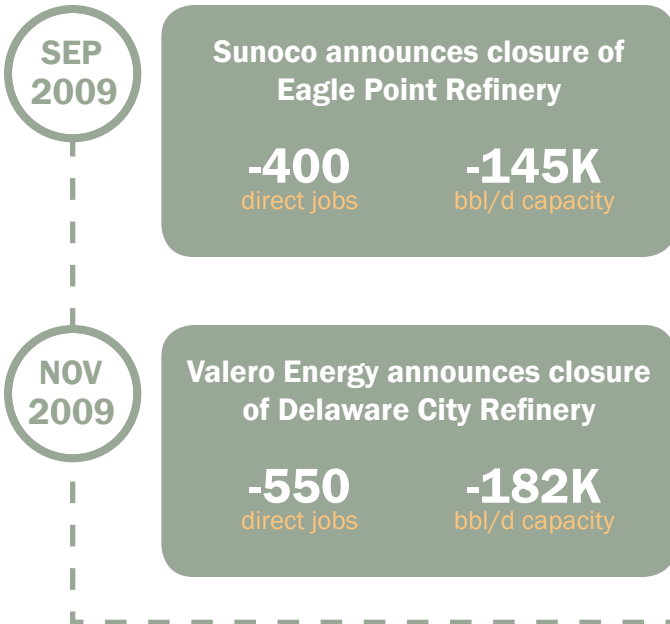 SEP
2009
Sunoco announces closure of
Eagle Point Refinery
-400
direct jobs
-145K
bbl/d capacity
NOV
2009
Valero Energy announces closure
of Delaware City Refinery
-550
direct jobs
-182K
bbl/d capacity